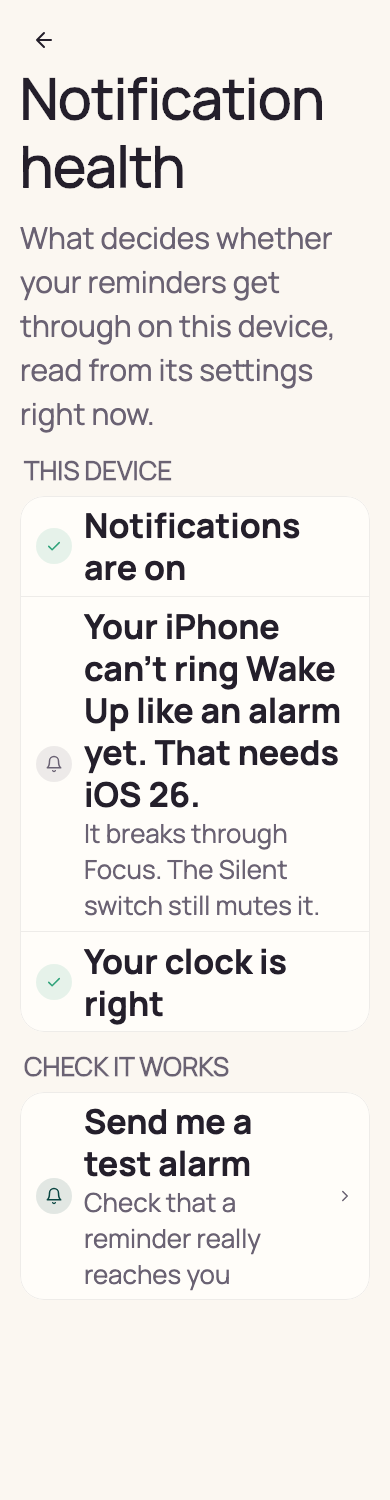 Notification
health
What decides whether
your reminders get
through on this device,
read from its settings
right now.
THIS DEVICE
Notifications
are on
Your iPhone
can’t ring Wake
Up like an alarm
yet. That needs
iOS 26.
It breaks through
Focus. The Silent
switch still mutes it.
Your clock is
right
CHECK IT WORKS
Send me a
test alarm
Check that a
reminder really
reaches you